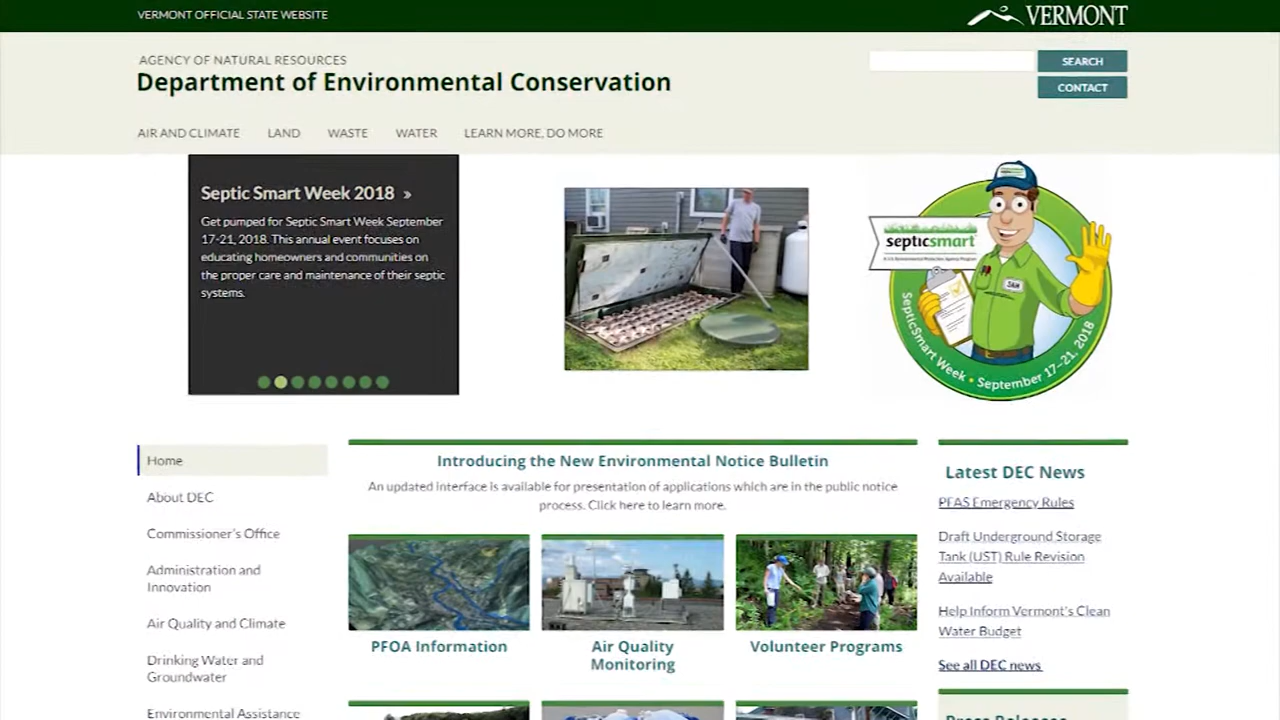 VERMONT OFFICIAL STATE WEBSITE
VERMONT
AGENCY OF NATURAL RESOURCES
Department of Environmental Conservation
SEARCH
CONTACT
AIR AND CLIMATE LAND WASTE WATER LEARN MORE, DO MORE
Septic Smart Week 2018 »
Get pumped for Septic Smart Week September
17-21, 2018. This annual event focuses on
educating homeowners and communities on
the proper care and maintenance of their septic
systems.
septicsmart
SAM
SepticSmart Week • September 17–21, 2018
Home
About DEC
Commissioner's Office
Administration and
Innovation
Air Quality and Climate
Drinking Water and
Groundwater
Environmental Assistance
Introducing the New Environmental Notice Bulletin
An updated interface is available for presentation of applications which are in the public notice
process. Click here to learn more.
PFOA Information
Air Quality
Monitoring
Volunteer Programs
Latest DEC News
PFAS Emergency Rules
Draft Underground Storage
Tank (UST) Rule Revision
Available
Help Inform Vermont's Clean
Water Budget
See all DEC news
Press Releases